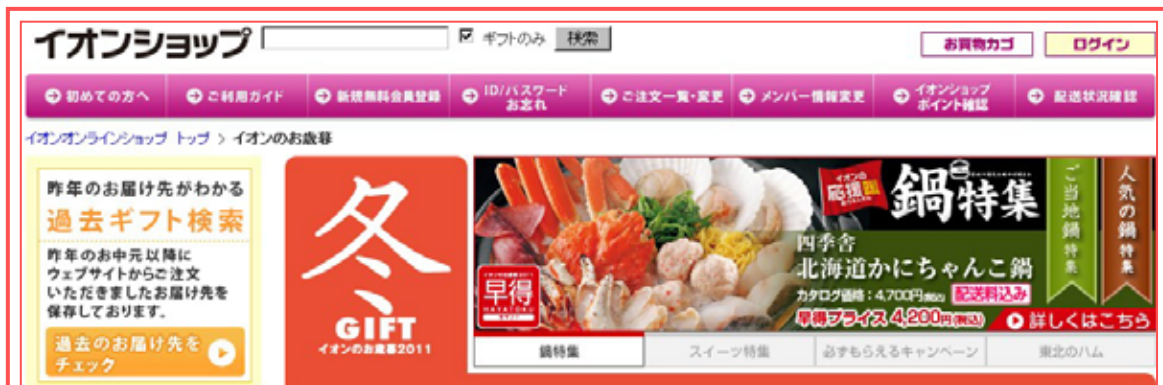 イオンショップ
ギフトのみ
検索
お買物カゴ
ログイン
初めての方へ
ご利用ガイド
新規無料会員登録
ID/パスワード
お忘れ
ご注文一覧・変更
メンバー情報変更
イオンショップ
ポイント確認
配送状況確認
イオンオンラインショップ トップ > イオンのお歳暮
昨年のお届け先がわかる
過去ギフト検索
昨年のお中元以降に
ウェブサイトからご注文
いただきましたお届け先を
保存しております。
過去のお届け先を
チェック
冬
GIFT
イオンのお歳暮2011
早得
HAYATOKU
イオンの
応援団
鍋特集
四季舎
北海道かにちゃんこ鍋
カタログ価格:4,700円(税込) 配送料込み
早得プライス 4,200円(税込)
詳しくはこちら
ご当地鍋特集
人気の鍋特集
鍋特集
スイーツ特集
必ずもらえるキャンペーン
東北のハム